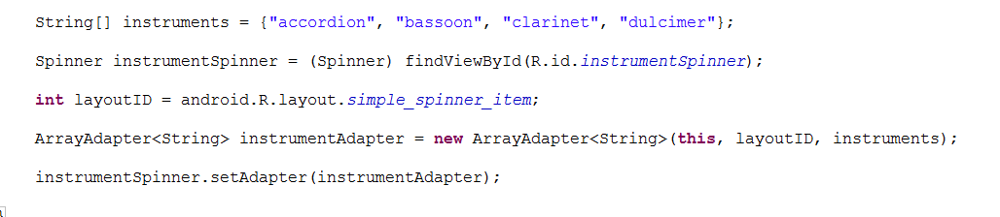 String[] instruments = {"accordion", "bassoon", "clarinet", "dulcimer"};
Spinner instrumentSpinner = (Spinner) findViewById(R.id.instrumentSpinner);
int layoutID = android.R.layout.simple_spinner_item;
ArrayAdapter<String> instrumentAdapter = new ArrayAdapter<String>(this, layoutID, instruments);
instrumentSpinner.setAdapter(instrumentAdapter);